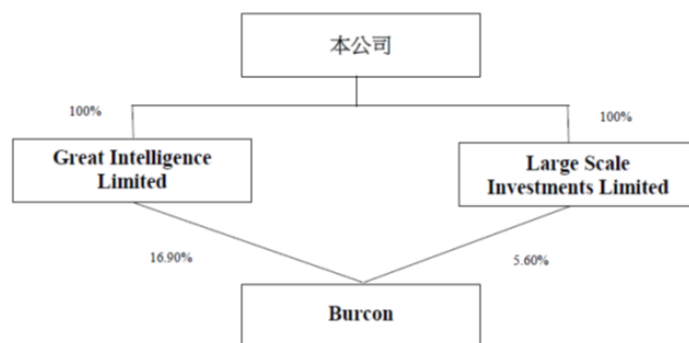 本公司
100%
100%
Great Intelligence
Limited
Large Scale
Investments Limited
16.90%
5.60%
Burcon